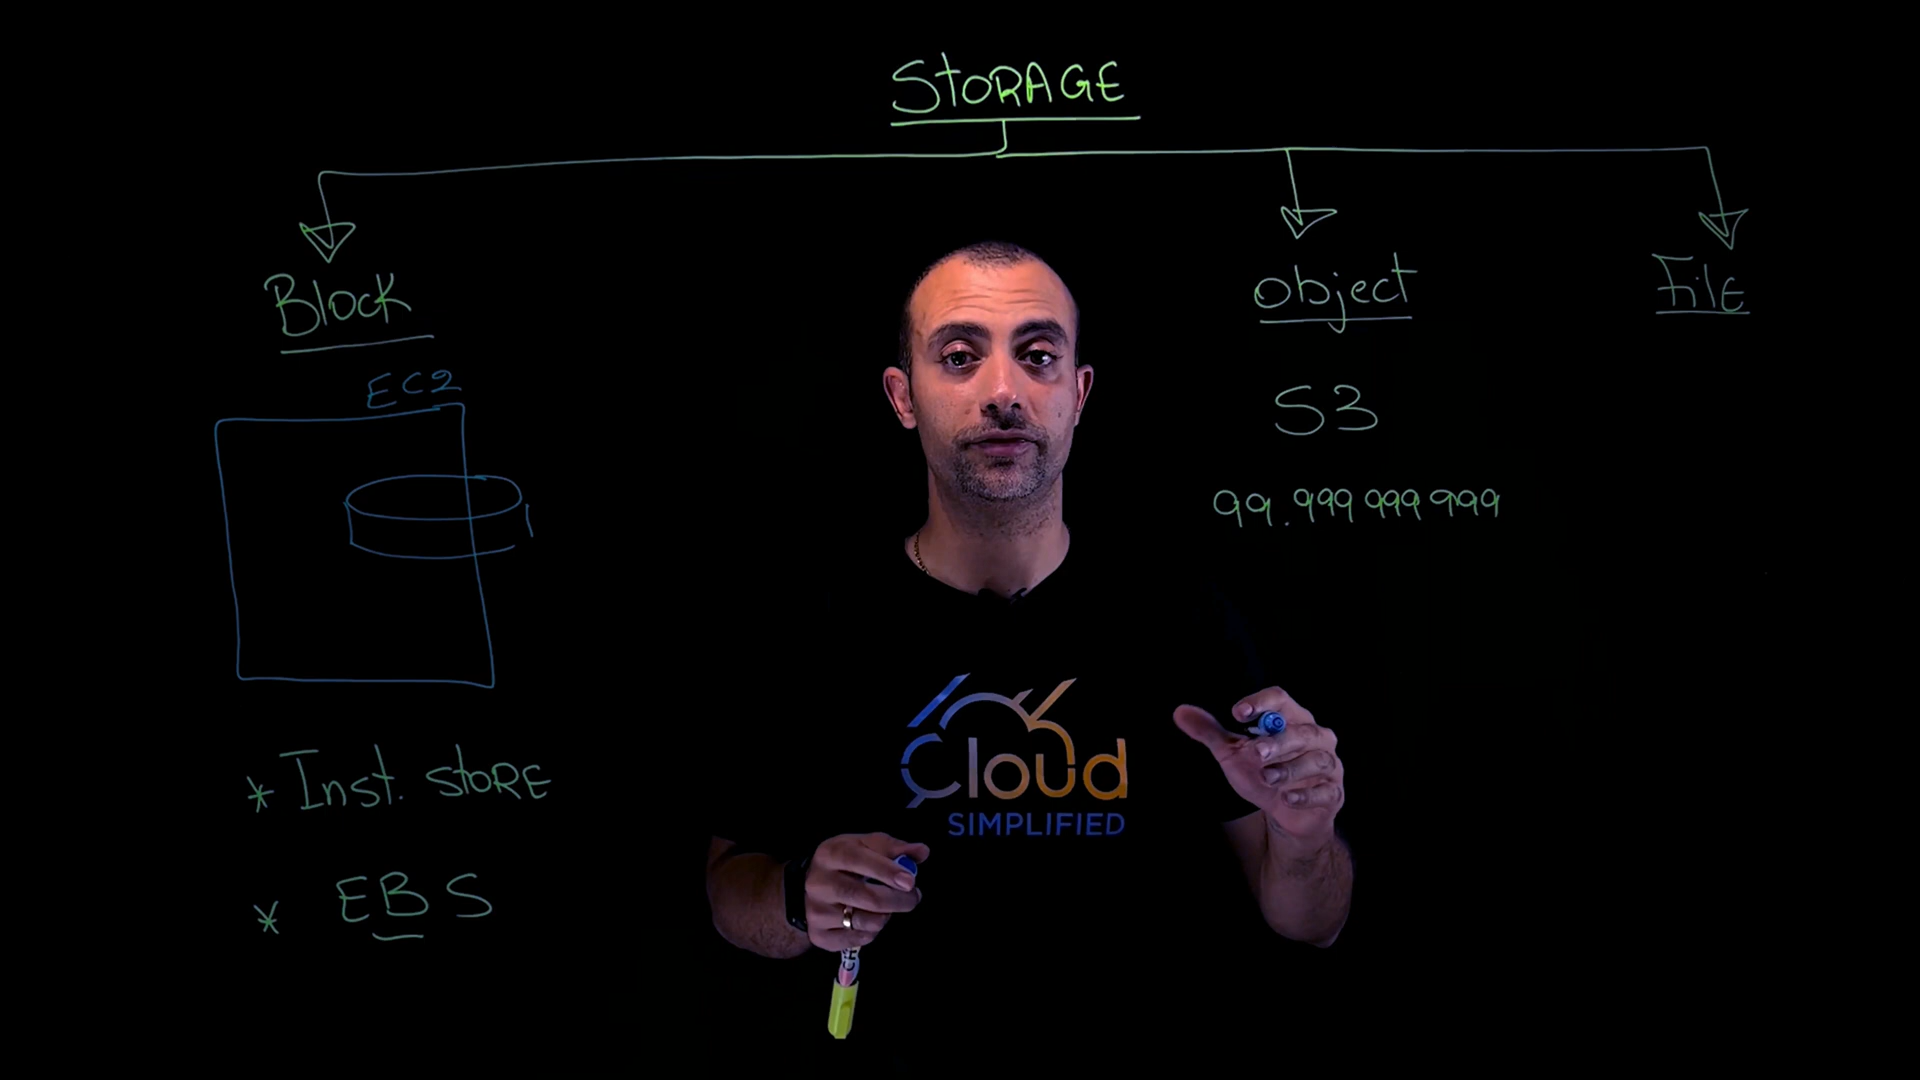 STORAGE
Block
object
FilE
EC2
S3
99.999999999
* Inst. STORE
* EBS
Cloud
SIMPLIFIED